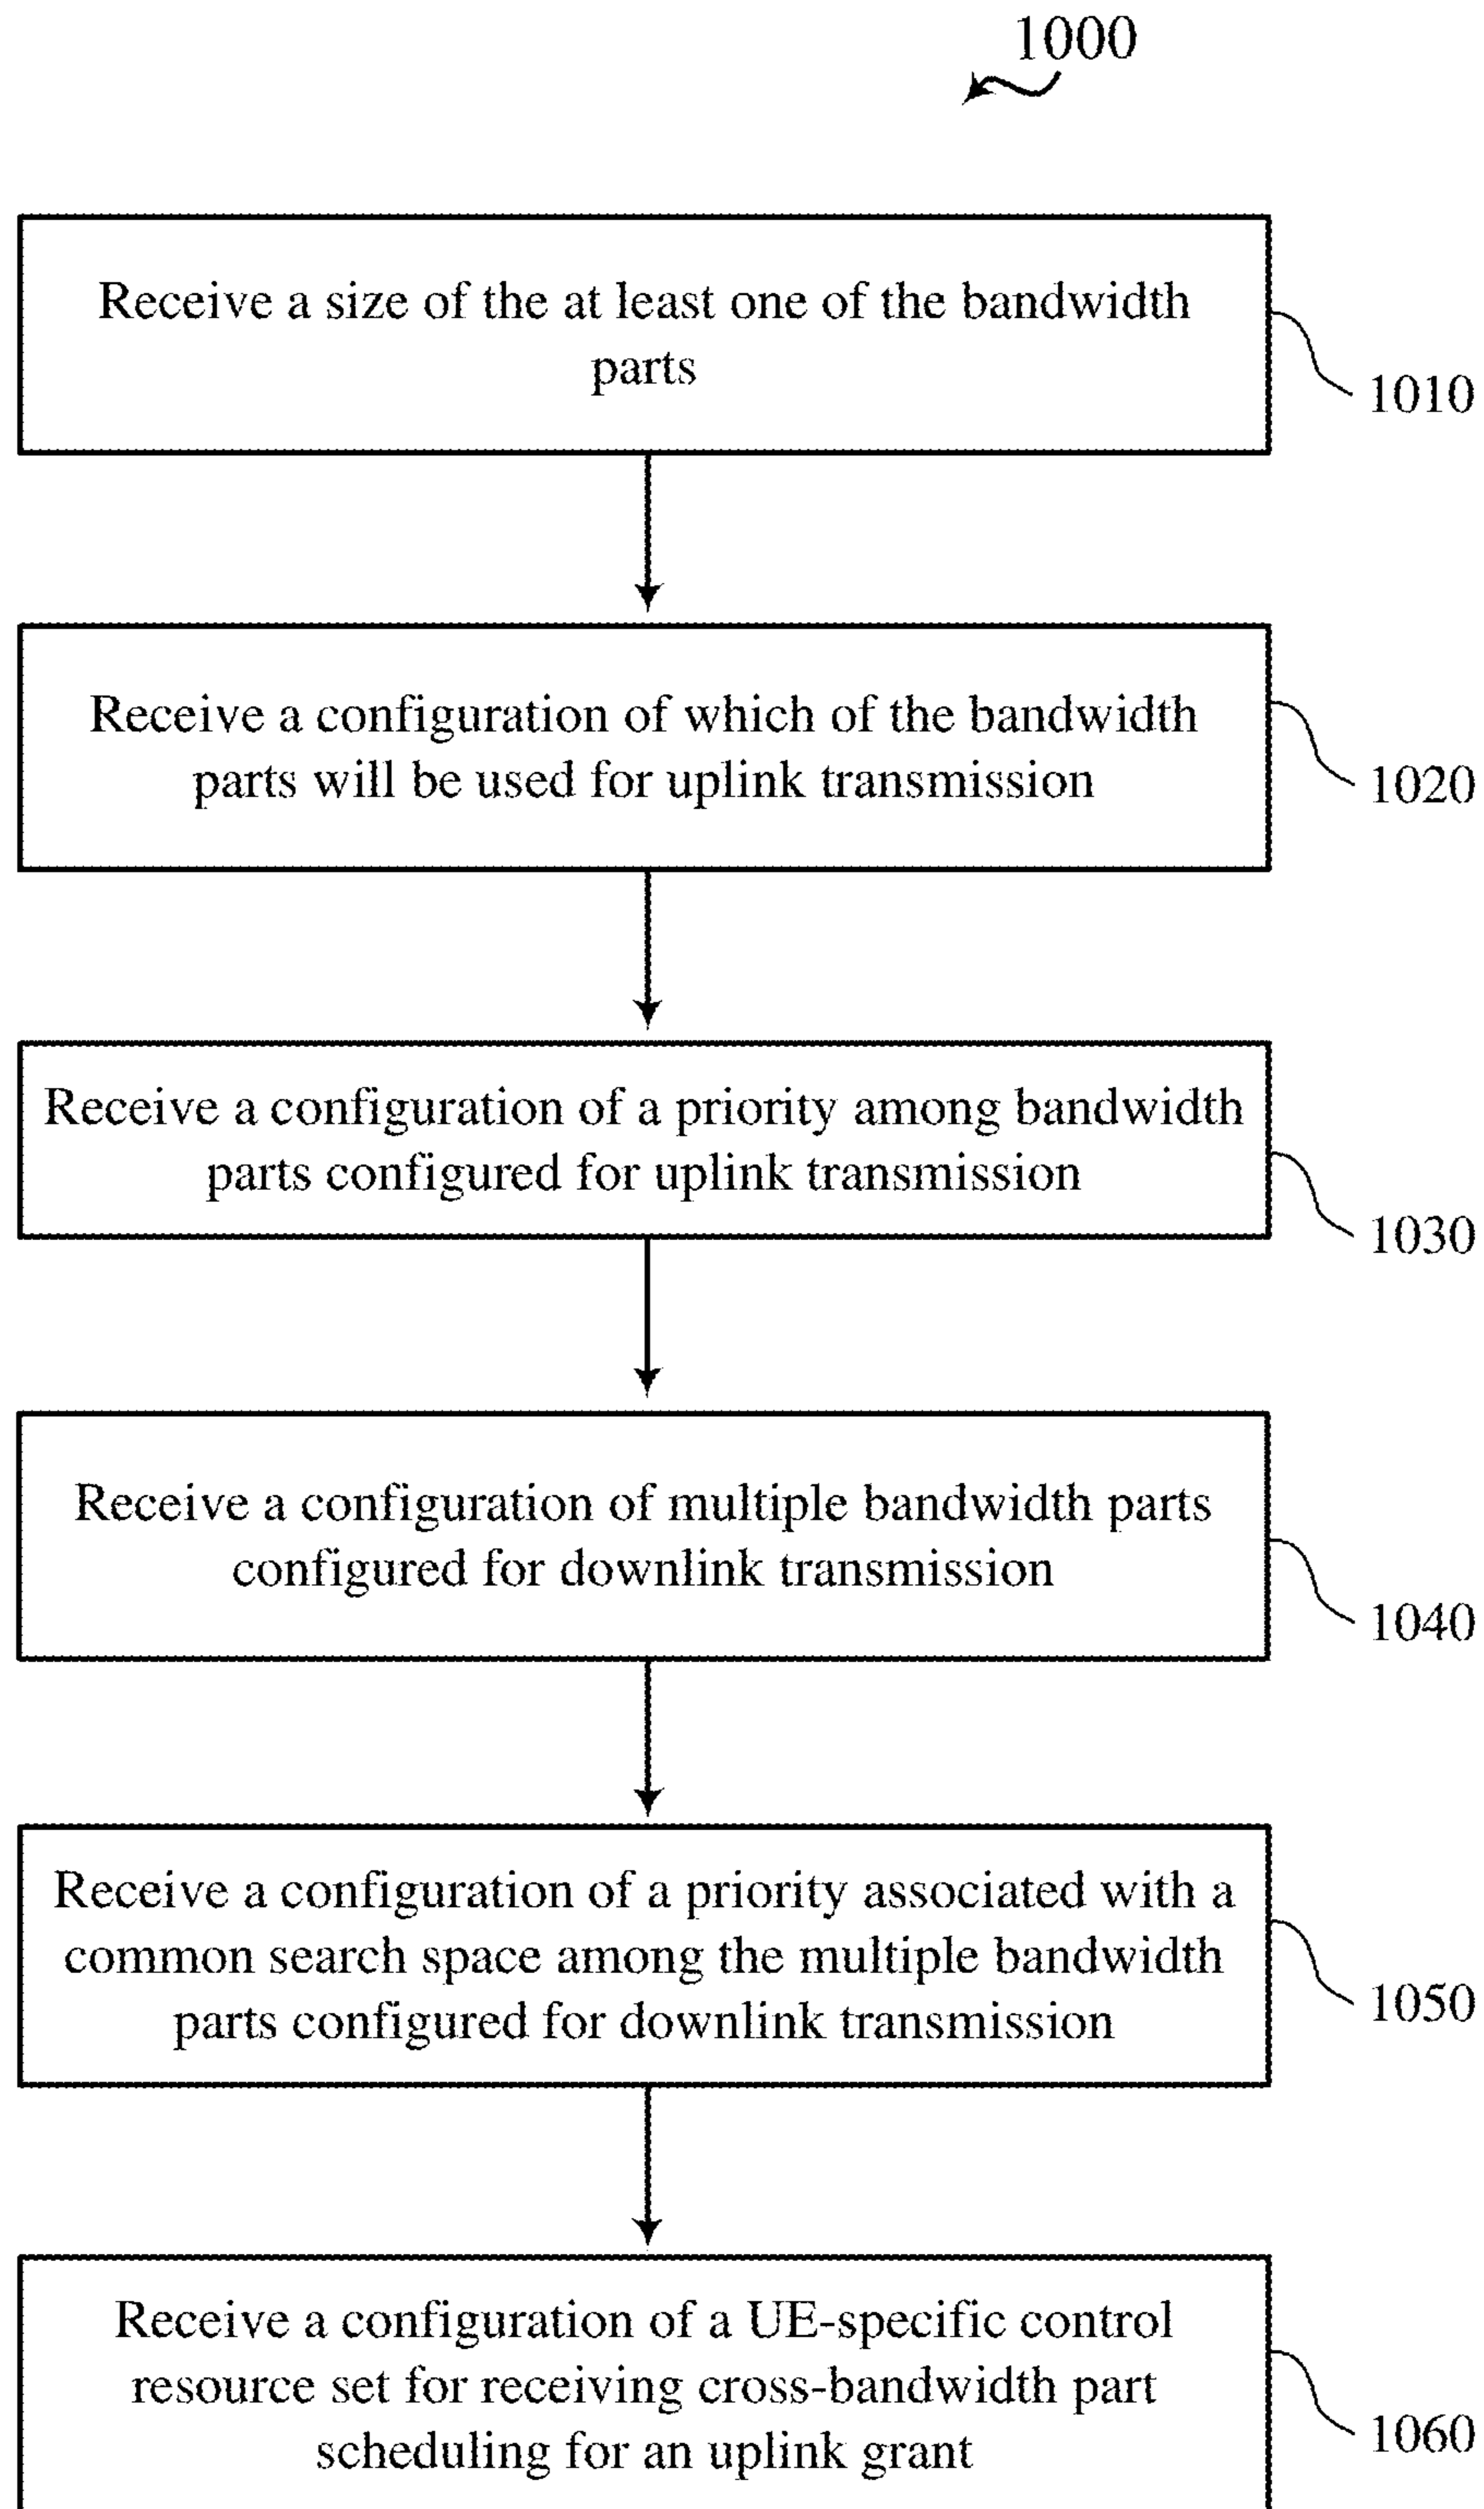 1000
Receive a size of the at least one of the bandwidth
parts
1010
Receive a configuration of which of the bandwidth
parts will be used for uplink transmission
1020
Receive a configuration of a priority among bandwidth
parts configured for uplink transmission
1030
Receive a configuration of multiple bandwidth parts
configured for downlink transmission
1040
Receive a configuration of a priority associated with a
common search space among the multiple bandwidth
parts configured for downlink transmission
1050
Receive a configuration of a UE-specific control
resource set for receiving cross-bandwidth part
scheduling for an uplink grant
1060